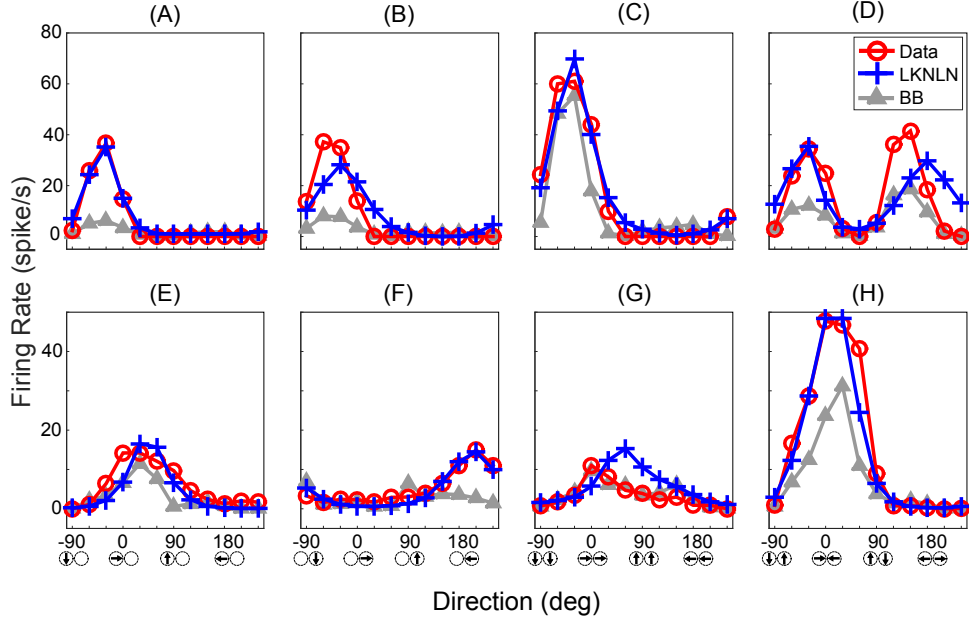 (A) (B) (C) (D)
80
60
40
20
0
Data
LKNLN
BB
Firing Rate (spike/s)
(E) (F) (G) (H)
40
20
0
-90 0 90 180 -90 0 90 180 -90 0 90 180 -90 0 90 180
Direction (deg)